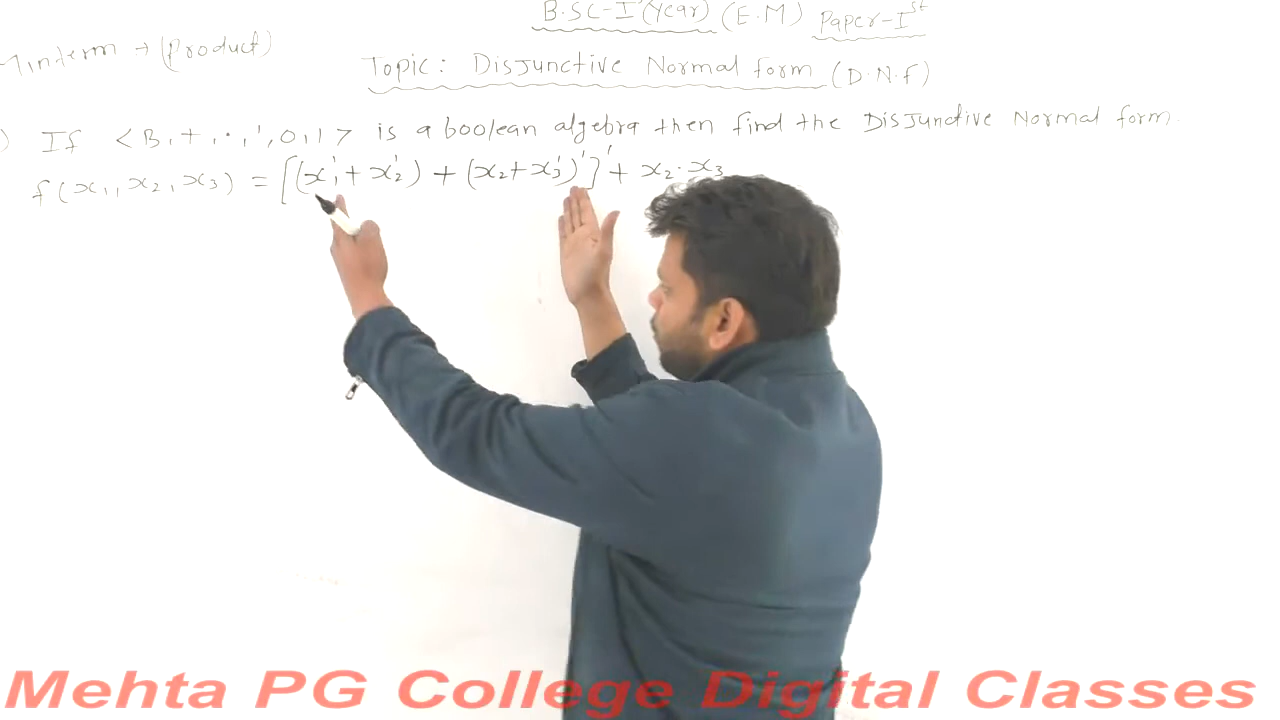 B.SC-I (Year) (E.M) Paper-Ist
Minterm → (Product)
Topic: Disjunctive Normal form (D.N.F)
) If <B, +, ·, ', 0, 1> is a boolean algebra then find the Disjunctive Normal form.
f(x₁, x₂, x₃) = [(x₁' + x₂') + (x₂ + x₃')']' + x₂ · x₃
Mehta PG College Digital Classes